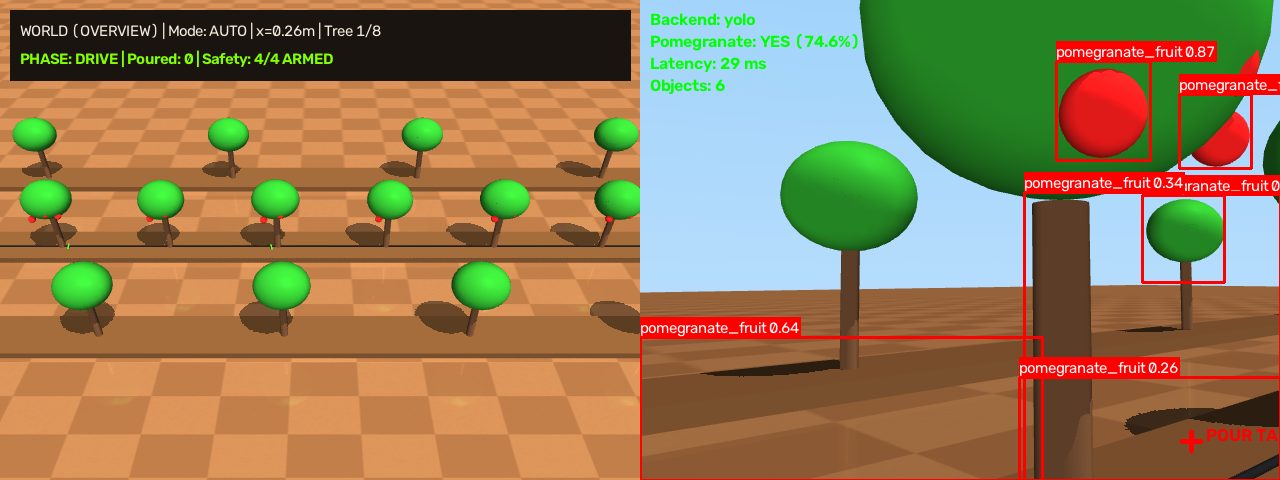 WORLD (OVERVIEW) | Mode: AUTO | x=0.26m | Tree 1/8
PHASE: DRIVE | Poured: 0 | Safety: 4/4 ARMED
Backend: yolo
Pomegranate: YES (74.6%)
Latency: 29 ms
Objects: 6
pomegranate_fruit 0.87
pomegranate_
pomegranate_fruit 0.34
ranate_fruit 0
pomegranate_fruit 0.64
pomegranate_fruit 0.26
POUR TA